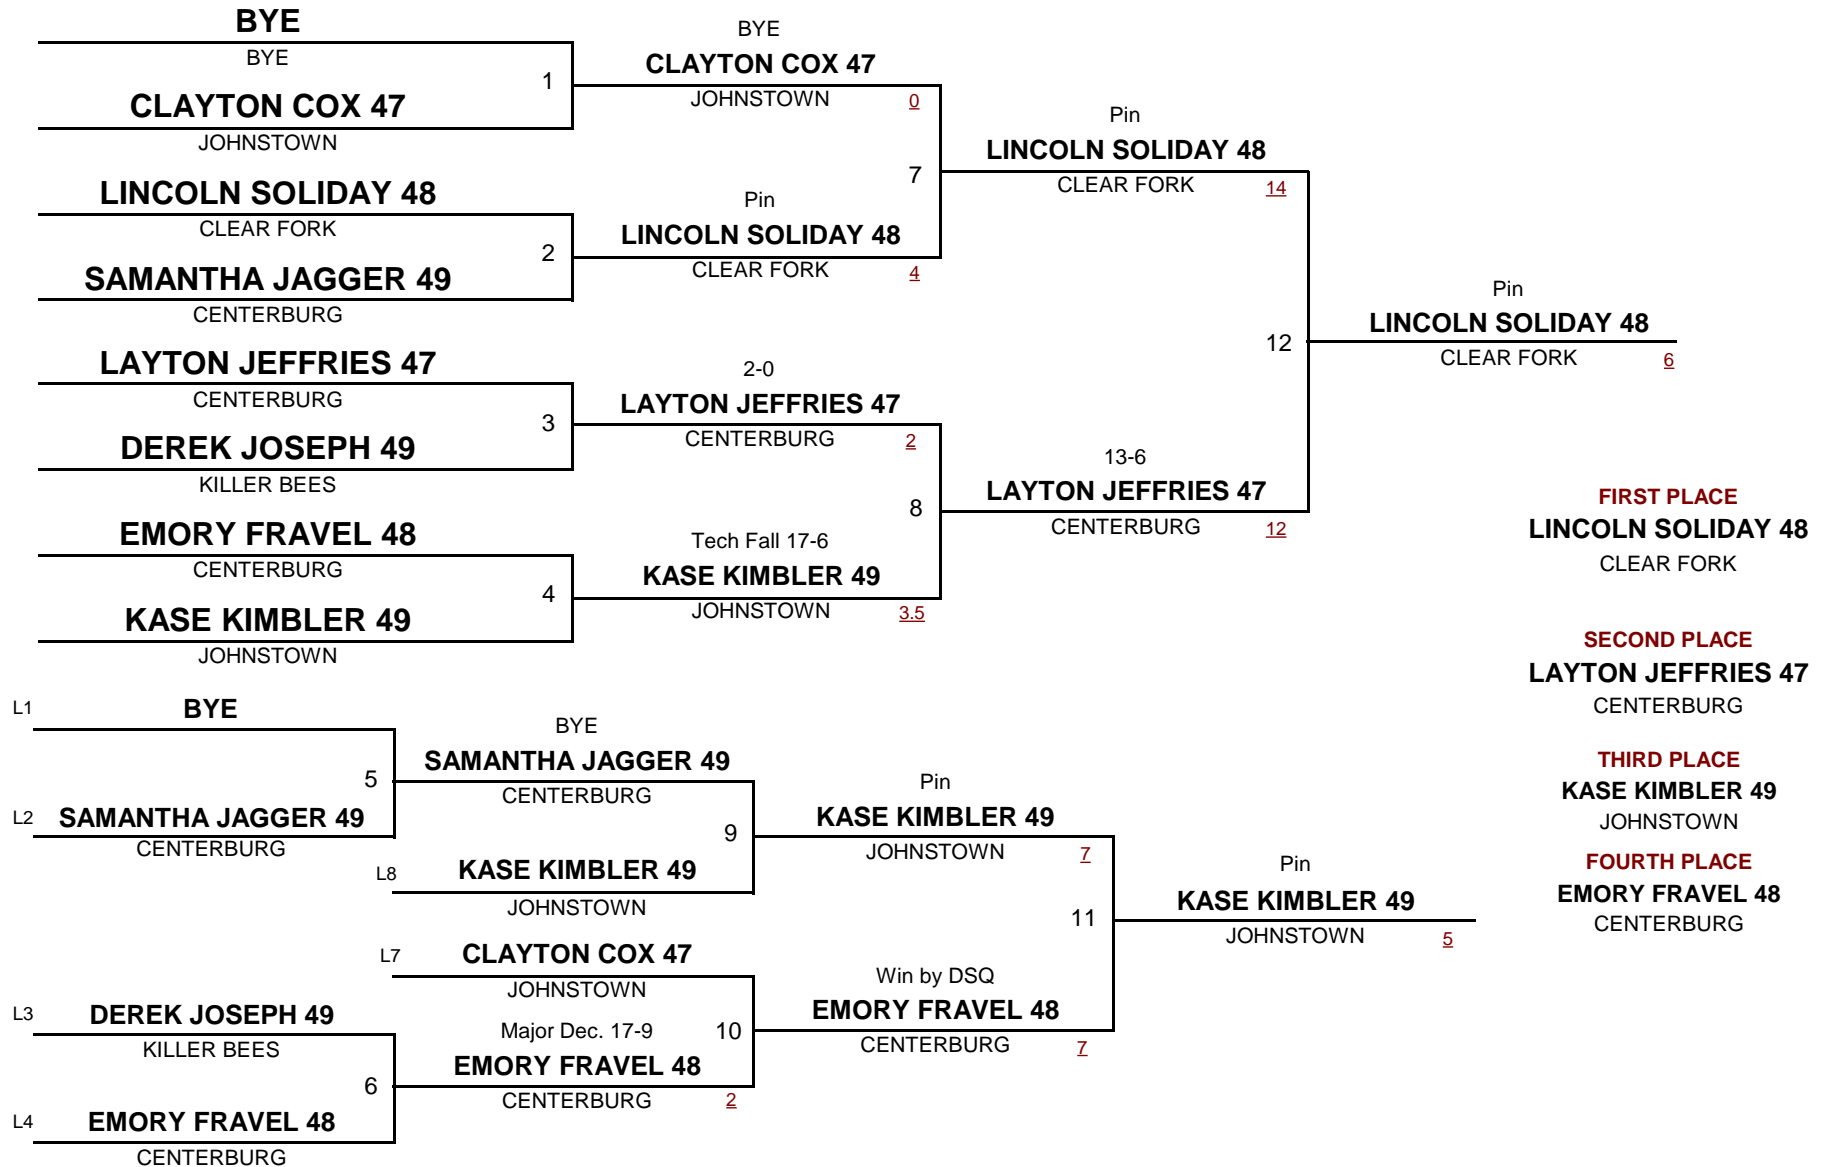 BYE
BYE
1
CLAYTON COX 47
JOHNSTOWN
LINCOLN SOLIDAY 48
CLEAR FORK
2
SAMANTHA JAGGER 49
CENTERBURG
LAYTON JEFFRIES 47
CENTERBURG
3
DEREK JOSEPH 49
KILLER BEES
EMORY FRAVEL 48
CENTERBURG
4
KASE KIMBLER 49
JOHNSTOWN
BYE
CLAYTON COX 47
JOHNSTOWN 0
7
Pin
LINCOLN SOLIDAY 48
CLEAR FORK 4
2-0
LAYTON JEFFRIES 47
CENTERBURG 2
8
Tech Fall 17-6
KASE KIMBLER 49
JOHNSTOWN 3.5
Pin
LINCOLN SOLIDAY 48
CLEAR FORK 14
12
13-6
LAYTON JEFFRIES 47
CENTERBURG 12
Pin
LINCOLN SOLIDAY 48
CLEAR FORK 6
FIRST PLACE
LINCOLN SOLIDAY 48
CLEAR FORK
SECOND PLACE
LAYTON JEFFRIES 47
CENTERBURG
THIRD PLACE
KASE KIMBLER 49
JOHNSTOWN
FOURTH PLACE
EMORY FRAVEL 48
CENTERBURG
L1 BYE
5
L2 SAMANTHA JAGGER 49
CENTERBURG
L3 DEREK JOSEPH 49
KILLER BEES
6
L4 EMORY FRAVEL 48
CENTERBURG
BYE
SAMANTHA JAGGER 49
CENTERBURG
9
L8 KASE KIMBLER 49
JOHNSTOWN
L7 CLAYTON COX 47
JOHNSTOWN
Major Dec. 17-9 10
EMORY FRAVEL 48
CENTERBURG 2
Pin
KASE KIMBLER 49
JOHNSTOWN 7
11
Win by DSQ
EMORY FRAVEL 48
CENTERBURG 7
Pin
KASE KIMBLER 49
JOHNSTOWN 5